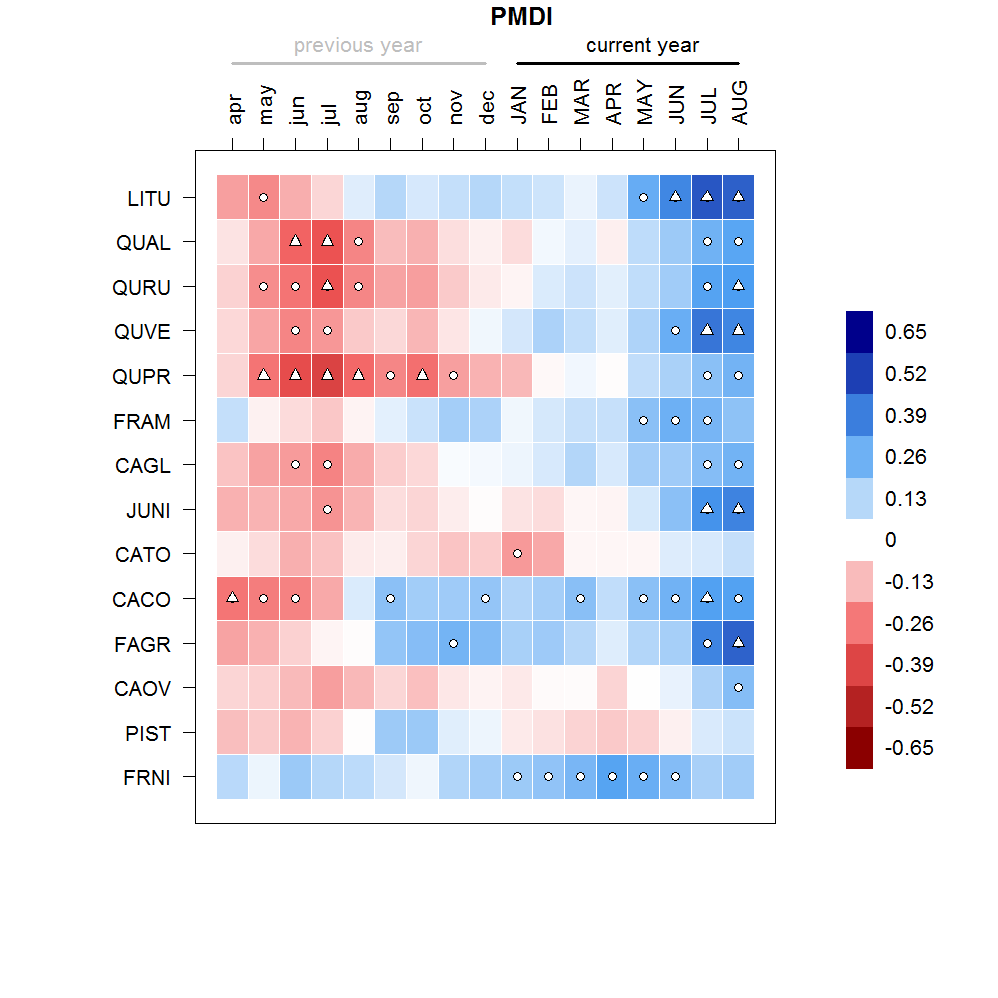 PMDI
previous year current year
apr may jun jul aug sep oct nov dec JAN FEB MAR APR MAY JUN JUL AUG
LITU
QUAL
QURU
QUVE
QUPR
FRAM
CAGL
JUNI
CATO
CACO
FAGR
CAOV
PIST
FRNI
0.65
0.52
0.39
0.26
0.13
0
-0.13
-0.26
-0.39
-0.52
-0.65